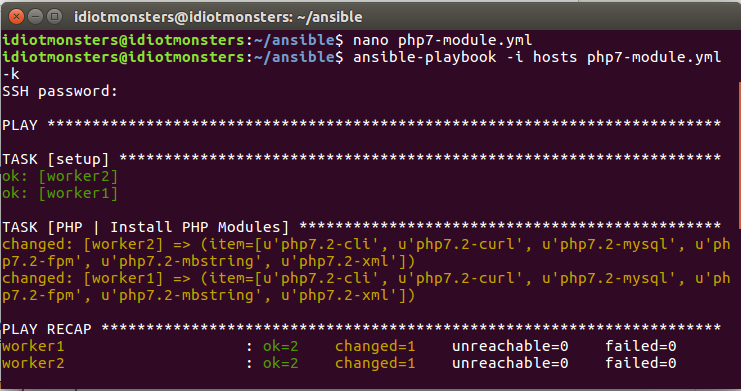 idiotmonsters@idiotmonsters: ~/ansible
idiotmonsters@idiotmonsters:~/ansible$ nano php7-module.yml
idiotmonsters@idiotmonsters:~/ansible$ ansible-playbook -i hosts php7-module.yml
-k
SSH password:
PLAY ***************************************************************************
TASK [setup] *******************************************************************
ok: [worker2]
ok: [worker1]
TASK [PHP | Install PHP Modules] ***********************************************
changed: [worker2] => (item=[u'php7.2-cli', u'php7.2-curl', u'php7.2-mysql', u'ph
p7.2-fpm', u'php7.2-mbstring', u'php7.2-xml'])
changed: [worker1] => (item=[u'php7.2-cli', u'php7.2-curl', u'php7.2-mysql', u'ph
p7.2-fpm', u'php7.2-mbstring', u'php7.2-xml'])
PLAY RECAP *********************************************************************
worker1                    : ok=2    changed=1    unreachable=0    failed=0
worker2                    : ok=2    changed=1    unreachable=0    failed=0